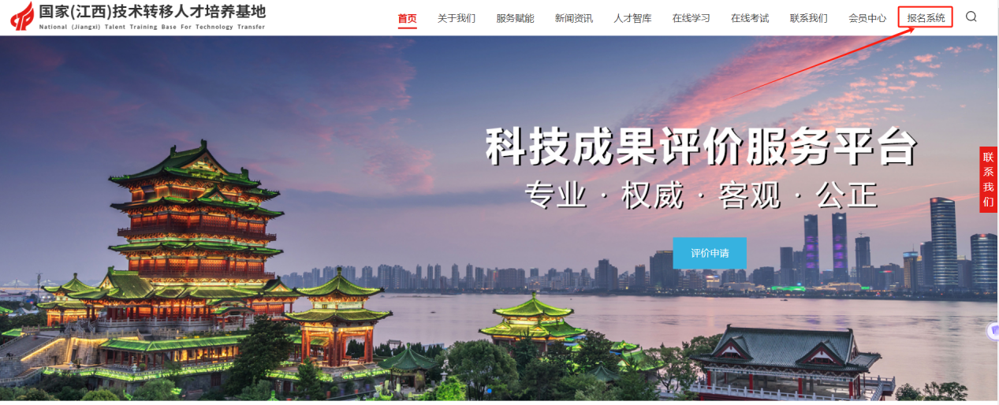 国家(江西)技术转移人才培养基地
National (Jiangxi) Talent Training Base For Technology Transfer
首页 关于我们 服务赋能 新闻资讯 人才智库 在线学习 在线考试 联系我们 会员中心 报名系统
科技成果评价服务平台
专业 · 权威 · 客观 · 公正
评价申请
联系我们